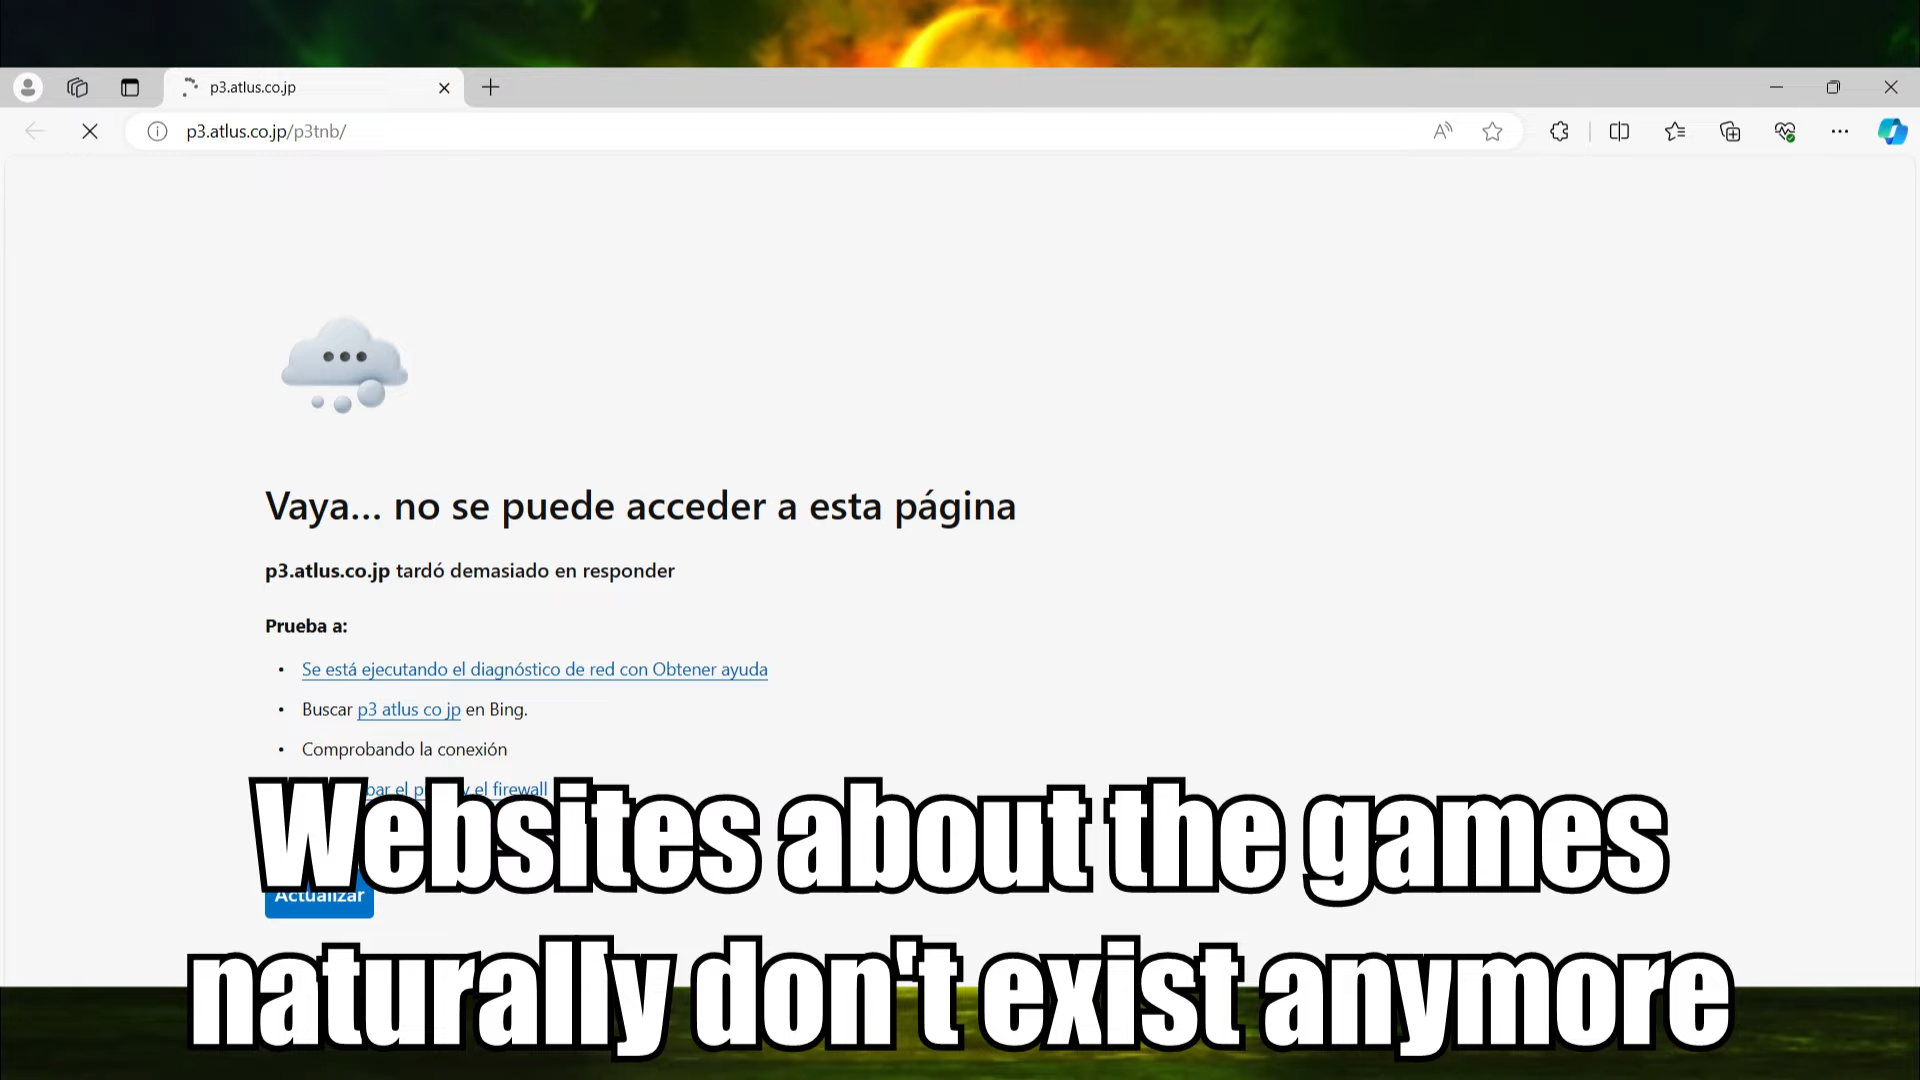 p3.atlus.co.jp
p3.atlus.co.jp/p3tnb/
Vaya... no se puede acceder a esta página
p3.atlus.co.jp tardó demasiado en responder
Prueba a:
• Se está ejecutando el diagnóstico de red con Obtener ayuda
• Buscar p3 atlus co jp en Bing.
• Comprobando la conexión
el firewall
Websites about the games
Actualizar
naturally don't exist anymore